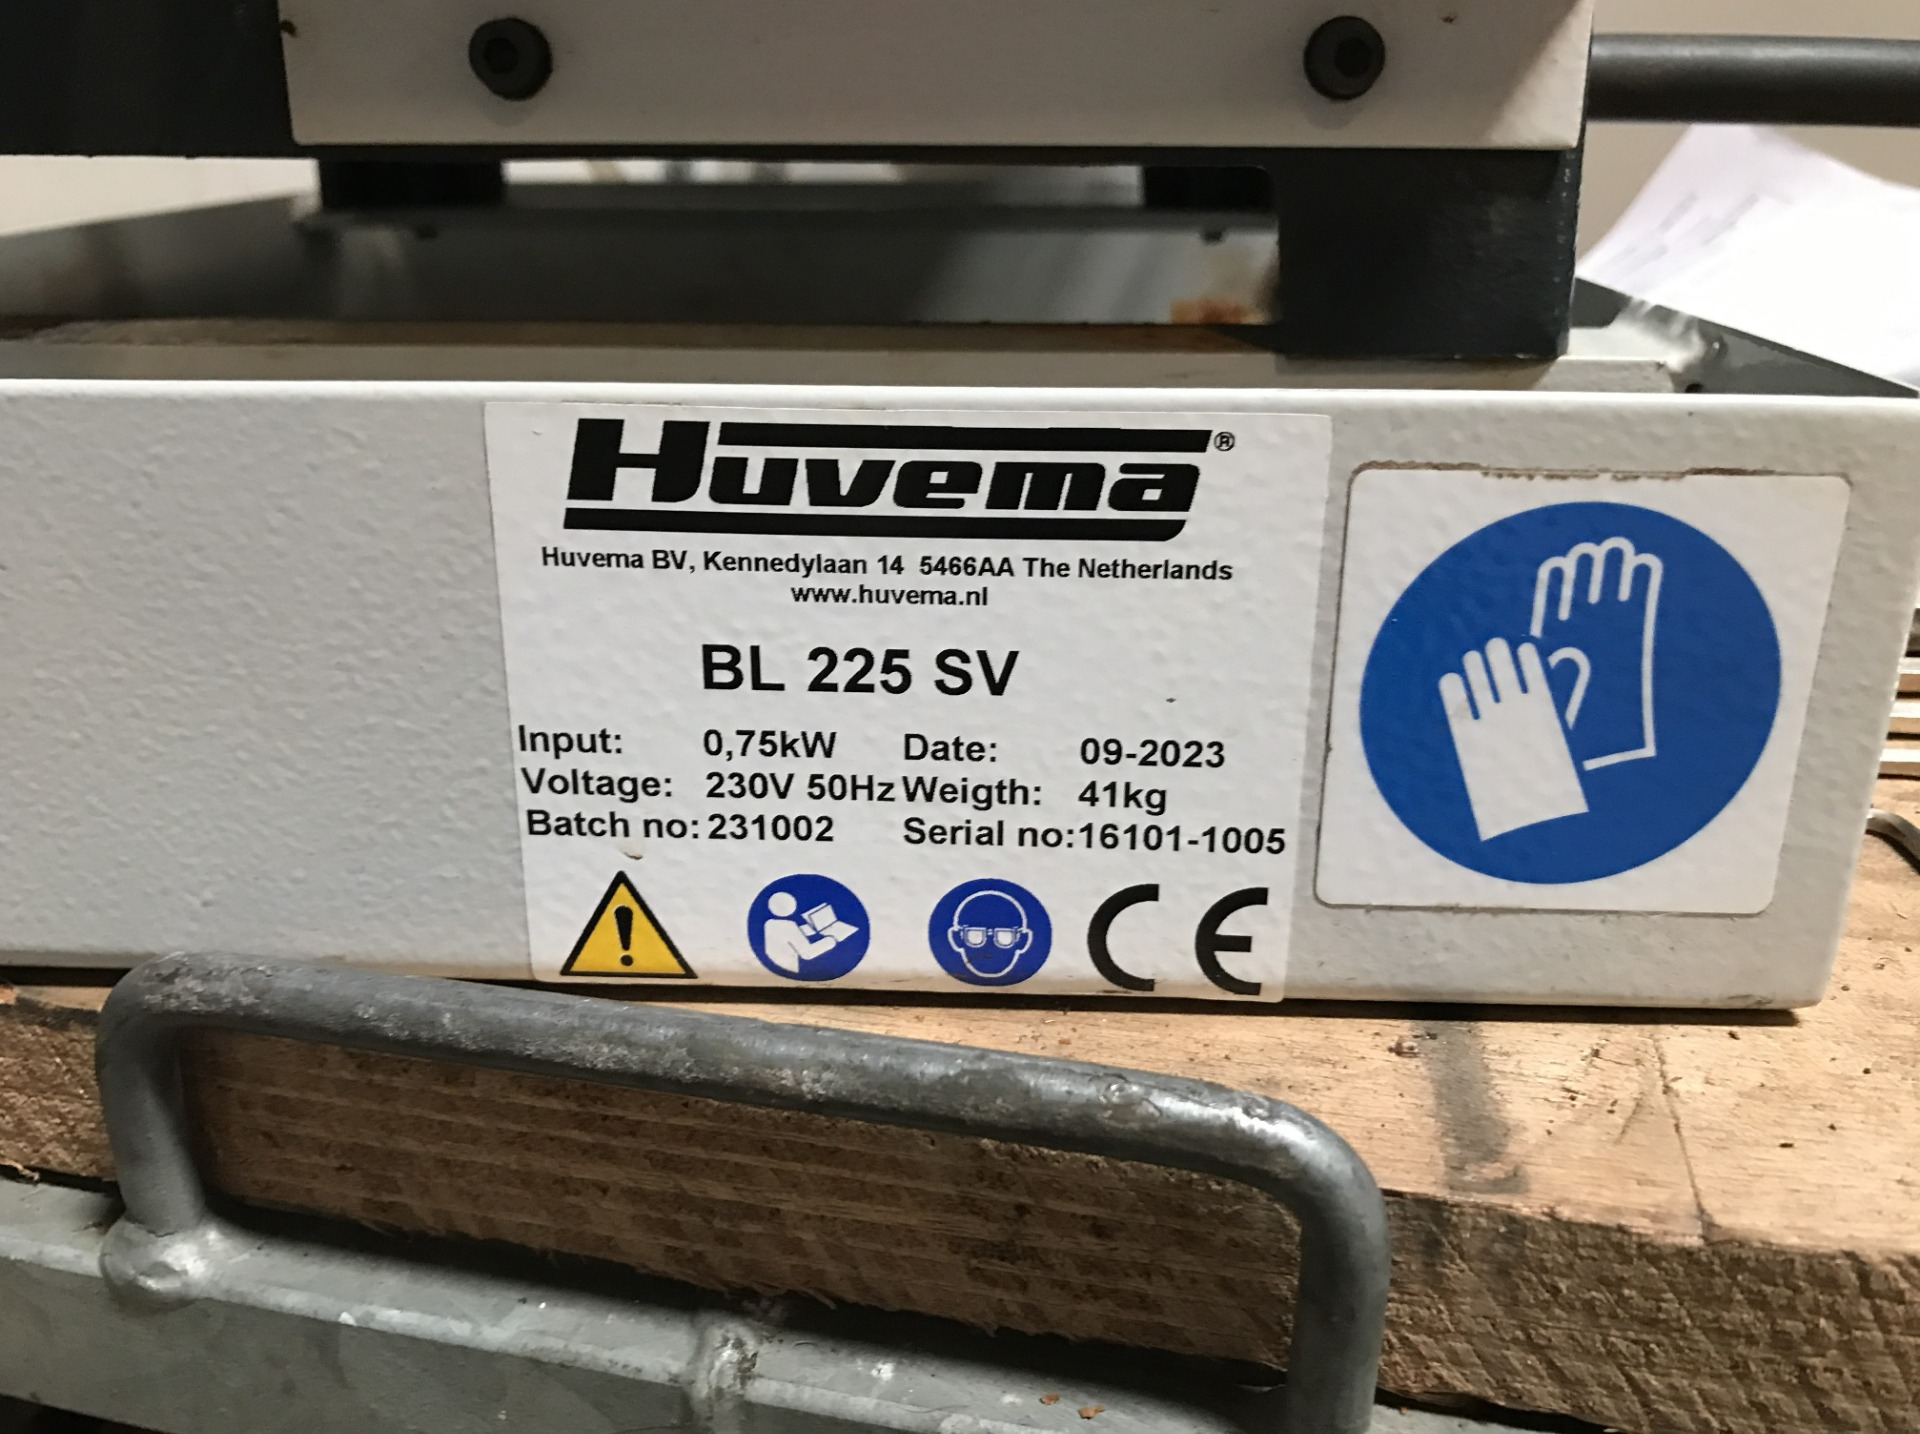 Huvema®
Huvema BV, Kennedylaan 14 5466AA The Netherlands
www.huvema.nl
BL 225 SV
Input: 0,75kW Date: 09-2023
Voltage: 230V 50Hz Weigth: 41kg
Batch no: 231002 Serial no:16101-1005
CE